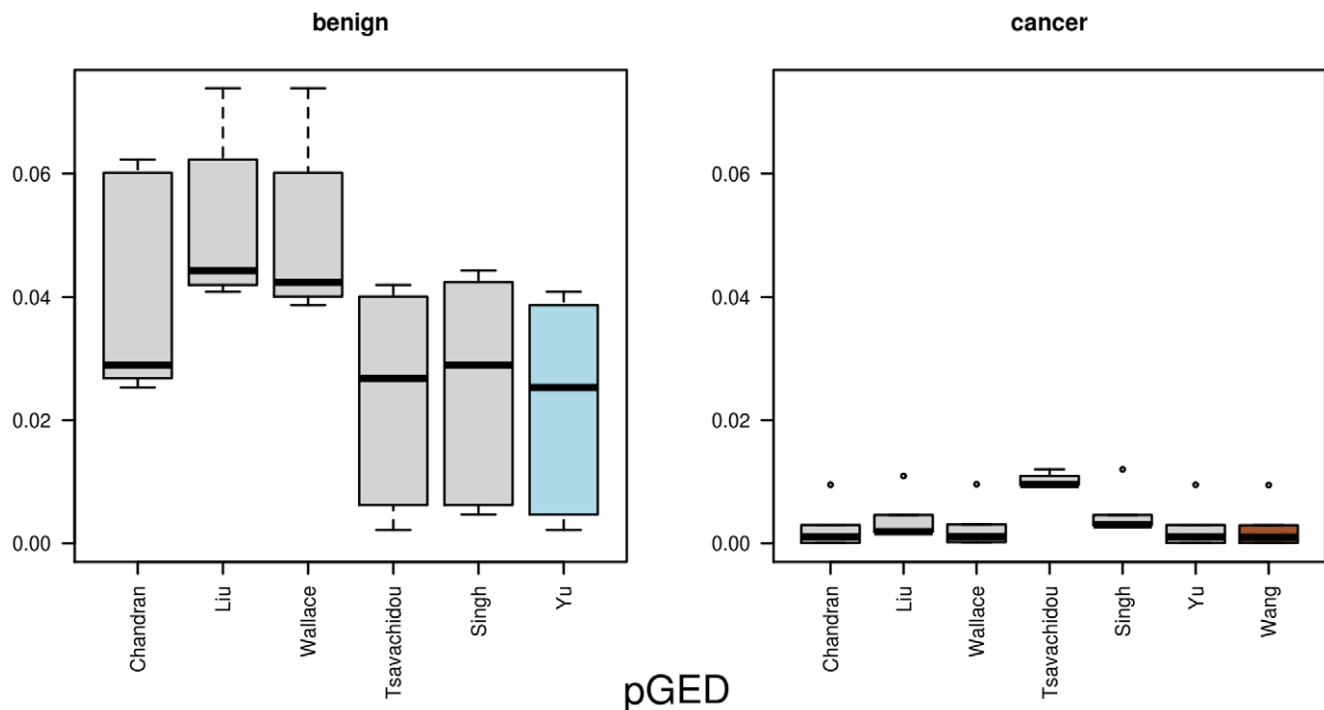 benign
cancer
0.06
0.04
0.02
0.00
Chandran
Liu
Wallace
Tsavachidou
Singh
Yu
0.06
0.04
0.02
0.00
Chandran
Liu
Wallace
Tsavachidou
Singh
Yu
Wang
pGED